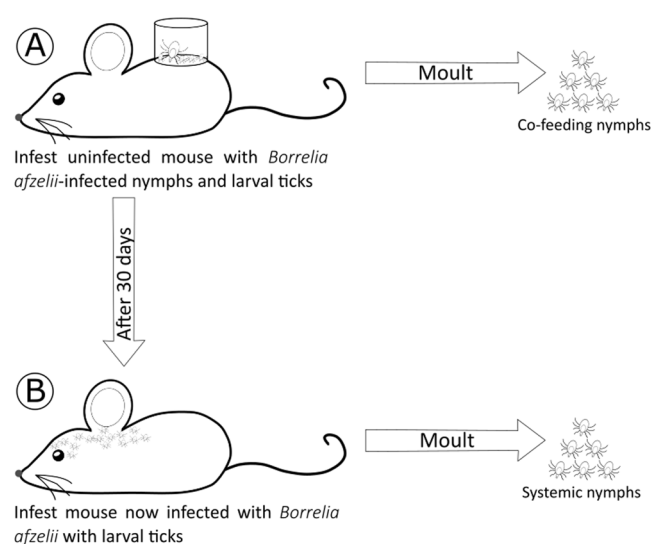 A
Moult
Co-feeding nymphs
Infest uninfected mouse with Borrelia
afzelii-infected nymphs and larval ticks
After 30 days
B
Moult
Systemic nymphs
Infest mouse now infected with Borrelia
afzelii with larval ticks